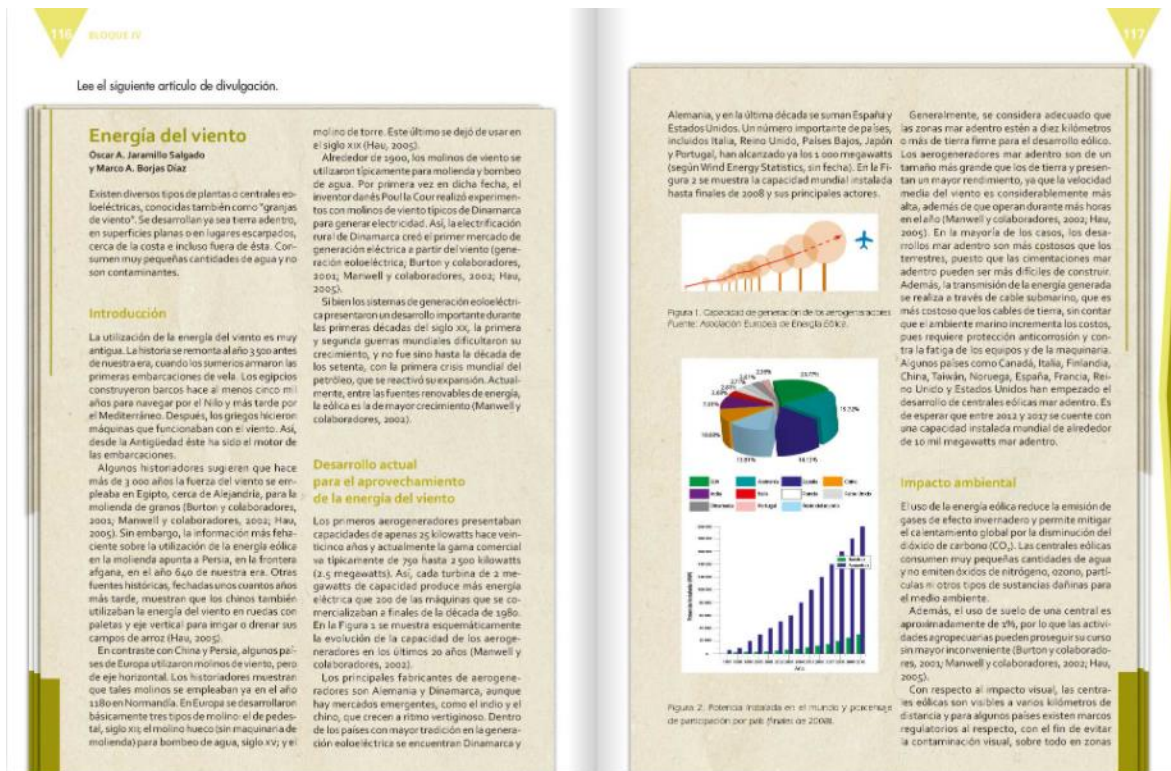 116
BLOQUE IV
Lee el siguiente artículo de divulgación.
Energía del viento
Óscar A. Jaramillo Salgado
y Marco A. Borjas Díaz
Existen diversos tipos de plantas o centrales eo-
loeléctricas, conocidas también como "granjas
de viento". Se desarrollan ya sea tierra adentro,
en superficies planas o en lugares escarpados,
cerca de la costa e incluso fuera de ésta. Con-
sumen muy pequeñas cantidades de agua y no
son contaminantes.
Introducción
La utilización de la energía del viento es muy
antigua. La historia se remonta al año 3 500 antes
de nuestra era, cuando los sumerios armaron las
primeras embarcaciones de vela. Los egipcios
construyeron barcos hace al menos cinco mil
años para navegar por el Nilo y más tarde por
el Mediterráneo. Después, los griegos hicieron
máquinas que funcionaban con el viento. Así,
desde la Antigüedad éste ha sido el motor de
las embarcaciones.
Algunos historiadores sugieren que hace
más de 3 000 años la fuerza del viento se em-
pleaba en Egipto, cerca de Alejandría, para la
molienda de granos (Burton y colaboradores,
2001; Manwell y colaboradores, 2002; Hau,
2005). Sin embargo, la información más feha-
ciente sobre la utilización de la energía eólica
en la molienda apunta a Persia, en la frontera
afgana, en el año 640 de nuestra era. Otras
fuentes históricas, fechadas unos cuantos años
más tarde, muestran que los chinos también
utilizaban la energía del viento en ruedas con
paletas y eje vertical para irrigar o drenar sus
campos de arroz (Hau, 2005).
En contraste con China y Persia, algunos paí-
ses de Europa utilizaron molinos de viento, pero
de eje horizontal. Los historiadores muestran
que tales molinos se empleaban ya en el año
1180 en Normandía. En Europa se desarrollaron
básicamente tres tipos de molino: el de pedes-
tal, siglo XII; el molino hueco (sin maquinaria de
molienda) para bombeo de agua, siglo XV; y el
molino de torre. Este último se dejó de usar en
el siglo XIX (Hau, 2005).
Alrededor de 1900, los molinos de viento se
utilizaron típicamente para molienda y bombeo
de agua. Por primera vez en dicha fecha, el
inventor danés Poul la Cour realizó experimen-
tos con molinos de viento típicos de Dinamarca
para generar electricidad. Así, la electrificación
rural de Dinamarca creó el primer mercado de
generación eléctrica a partir del viento (gene-
ración eoloeléctrica; Burton y colaboradores,
2001; Manwell y colaboradores, 2002; Hau,
2005).
Si bien los sistemas de generación eoloeléctri-
ca presentaron un desarrollo importante durante
las primeras décadas del siglo XX, la primera
y segunda guerras mundiales dificultaron su
crecimiento, y no fue sino hasta la década de
los setenta, con la primera crisis mundial del
petróleo, que se reactivó su expansión. Actual-
mente, entre las fuentes renovables de energía,
la eólica es la de mayor crecimiento (Manwell y
colaboradores, 2002).
Desarrollo actual
para el aprovechamiento
de la energía del viento
Los primeros aerogeneradores presentaban
capacidades de apenas 25 kilowatts hace vein-
ticinco años y actualmente la gama comercial
va típicamente de 750 hasta 2 500 kilowatts
(2.5 megawatts). Así, cada turbina de 2 me-
gawatts de capacidad produce más energía
eléctrica que 200 de las máquinas que se co-
mercializaban a finales de la década de 1980.
En la Figura 1 se muestra esquemáticamente
la evolución de la capacidad de los aeroge-
neradores en los últimos 20 años (Manwell y
colaboradores, 2002).
Los principales fabricantes de aerogene-
radores son Alemania y Dinamarca, aunque
hay mercados emergentes, como el indio y el
chino, que crecen a ritmo vertiginoso. Dentro
de los países con mayor tradición en la genera-
ción eoloeléctrica se encuentran Dinamarca y
117
Alemania, y en la última década se suman España y
Estados Unidos. Un número importante de países,
incluidos Italia, Reino Unido, Países Bajos, Japón
y Portugal, han alcanzado ya los 1 000 megawatts
(según Wind Energy Statistics, sin fecha). En la Fi-
gura 2 se muestra la capacidad mundial instalada
hasta finales de 2008 y sus principales actores.
Figura 1. Capacidad de generación de los aerogeneradores
Fuente: Asociación Europea de Energía Eólica.
13.81%
EUA
Alemania
España
China
India
Italia
Francia
Reino Unido
Dinamarca
Portugal
Resto del mundo
Año
Figura 2. Potencia instalada en el mundo y porcentaje
de participación por país (finales de 2008).
Generalmente, se considera adecuado que
las zonas mar adentro estén a diez kilómetros
o más de tierra firme para el desarrollo eólico.
Los aerogeneradores mar adentro son de un
tamaño más grande que los de tierra y presen-
tan un mayor rendimiento, ya que la velocidad
media del viento es considerablemente más
alta, además de que operan durante más horas
en el año (Manwell y colaboradores, 2002; Hau,
2005). En la mayoría de los casos, los desa-
rrollos mar adentro son más costosos que los
terrestres, puesto que las cimentaciones mar
adentro pueden ser más difíciles de construir.
Además, la transmisión de la energía generada
se realiza a través de cable submarino, que es
más costoso que los cables de tierra, sin contar
que el ambiente marino incrementa los costos,
pues requiere protección anticorrosión y con-
tra la fatiga de los equipos y de la maquinaria.
Algunos países como Canadá, Italia, Finlandia,
China, Taiwán, Noruega, España, Francia, Rei-
no Unido y Estados Unidos han empezado el
desarrollo de centrales eólicas mar adentro. Es
de esperar que entre 2012 y 2017 se cuente con
una capacidad instalada mundial de alrededor
de 10 mil megawatts mar adentro.
Impacto ambiental
El uso de la energía eólica reduce la emisión de
gases de efecto invernadero y permite mitigar
el calentamiento global por la disminución del
dióxido de carbono (CO₂). Las centrales eólicas
consumen muy pequeñas cantidades de agua
y no emiten óxidos de nitrógeno, ozono, partí-
culas ni otros tipos de sustancias dañinas para
el medio ambiente.
Además, el uso de suelo de una central es
aproximadamente de 1%, por lo que las activi-
dades agropecuarias pueden proseguir su curso
sin mayor inconveniente (Burton y colaborado-
res, 2001; Manwell y colaboradores, 2002; Hau,
2005).
Con respecto al impacto visual, las centra-
les eólicas son visibles a varios kilómetros de
distancia y para algunos países existen marcos
regulatorios al respecto, con el fin de evitar
la contaminación visual, sobre todo en zonas